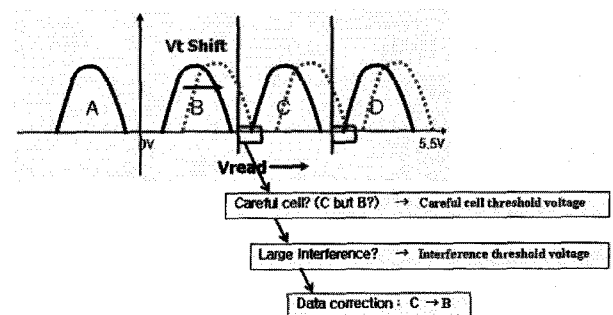 Vt Shift
A B C D
0V 5.5V
Vread
Careful cell? (C but B?) → Careful cell threshold voltage
Large Interference? → Interference threshold voltage
Data correction : C → B